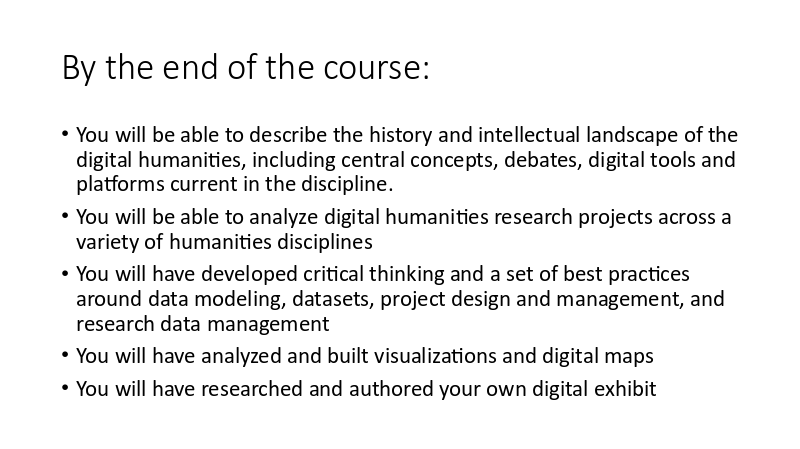 By the end of the course:
• You will be able to describe the history and intellectual landscape of the
digital humanities, including central concepts, debates, digital tools and
platforms current in the discipline.
• You will be able to analyze digital humanities research projects across a
variety of humanities disciplines
• You will have developed critical thinking and a set of best practices
around data modeling, datasets, project design and management, and
research data management
• You will have analyzed and built visualizations and digital maps
• You will have researched and authored your own digital exhibit